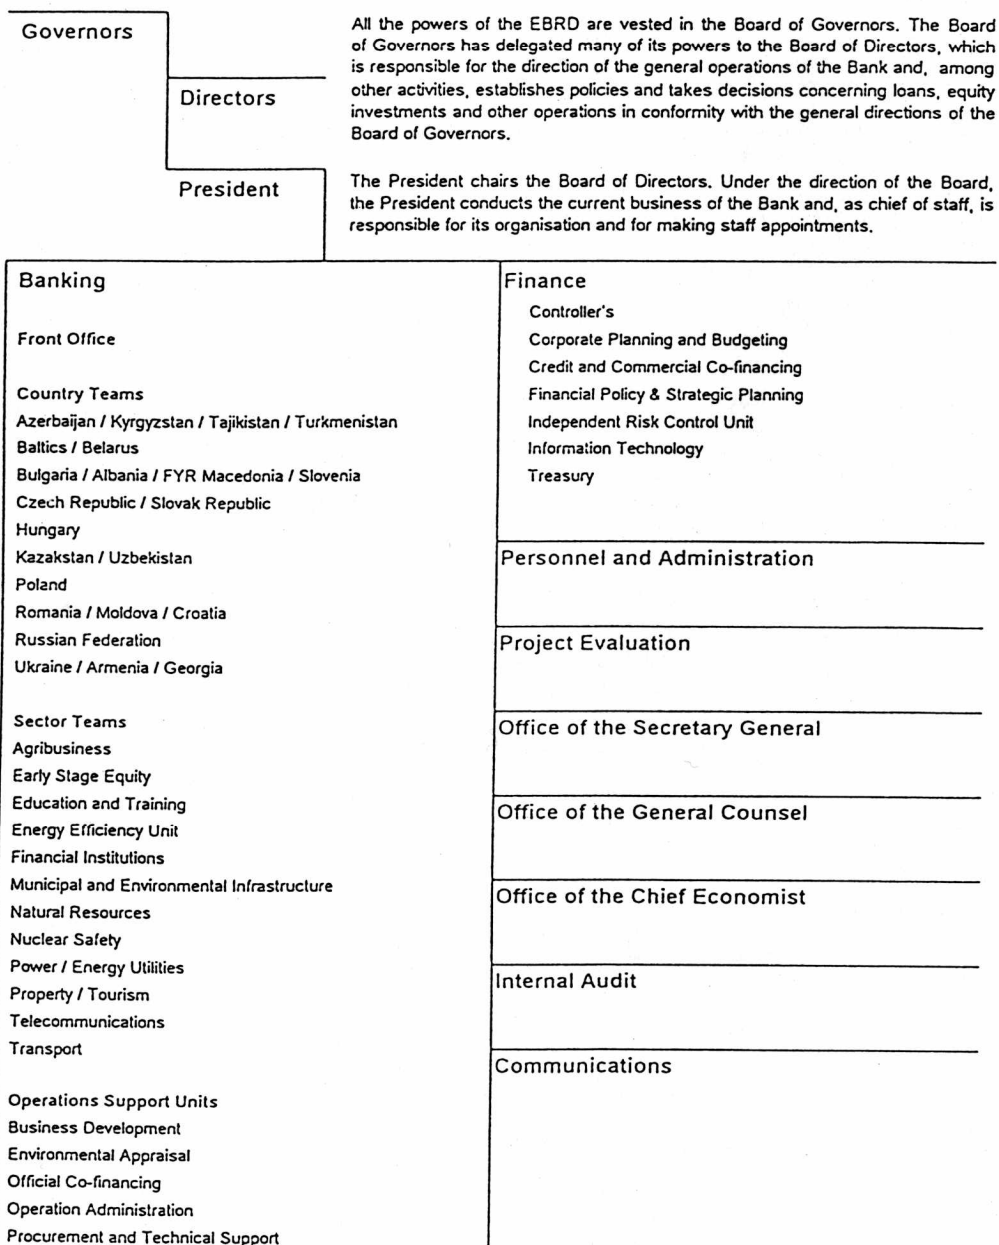 Governors
All the powers of the EBRD are vested in the Board of Governors. The Board
of Governors has delegated many of its powers to the Board of Directors, which
is responsible for the direction of the general operations of the Bank and, among
other activities, establishes policies and takes decisions concerning loans, equity
investments and other operations in conformity with the general directions of the
Board of Governors.
Directors
President
The President chairs the Board of Directors. Under the direction of the Board,
the President conducts the current business of the Bank and, as chief of staff, is
responsible for its organisation and for making staff appointments.
Banking
Front Office
Country Teams
Azerbaijan / Kyrgyzstan / Tajikistan / Turkmenistan
Baltics / Belarus
Bulgaria / Albania / FYR Macedonia / Slovenia
Czech Republic / Slovak Republic
Hungary
Kazakstan / Uzbekistan
Poland
Romania / Moldova / Croatia
Russian Federation
Ukraine / Armenia / Georgia
Sector Teams
Agribusiness
Early Stage Equity
Education and Training
Energy Efficiency Unit
Financial Institutions
Municipal and Environmental Infrastructure
Natural Resources
Nuclear Safety
Power / Energy Utilities
Property / Tourism
Telecommunications
Transport
Operations Support Units
Business Development
Environmental Appraisal
Official Co-financing
Operation Administration
Procurement and Technical Support
Finance
Controller's
Corporate Planning and Budgeting
Credit and Commercial Co-financing
Financial Policy & Strategic Planning
Independent Risk Control Unit
Information Technology
Treasury
Personnel and Administration
Project Evaluation
Office of the Secretary General
Office of the General Counsel
Office of the Chief Economist
Internal Audit
Communications